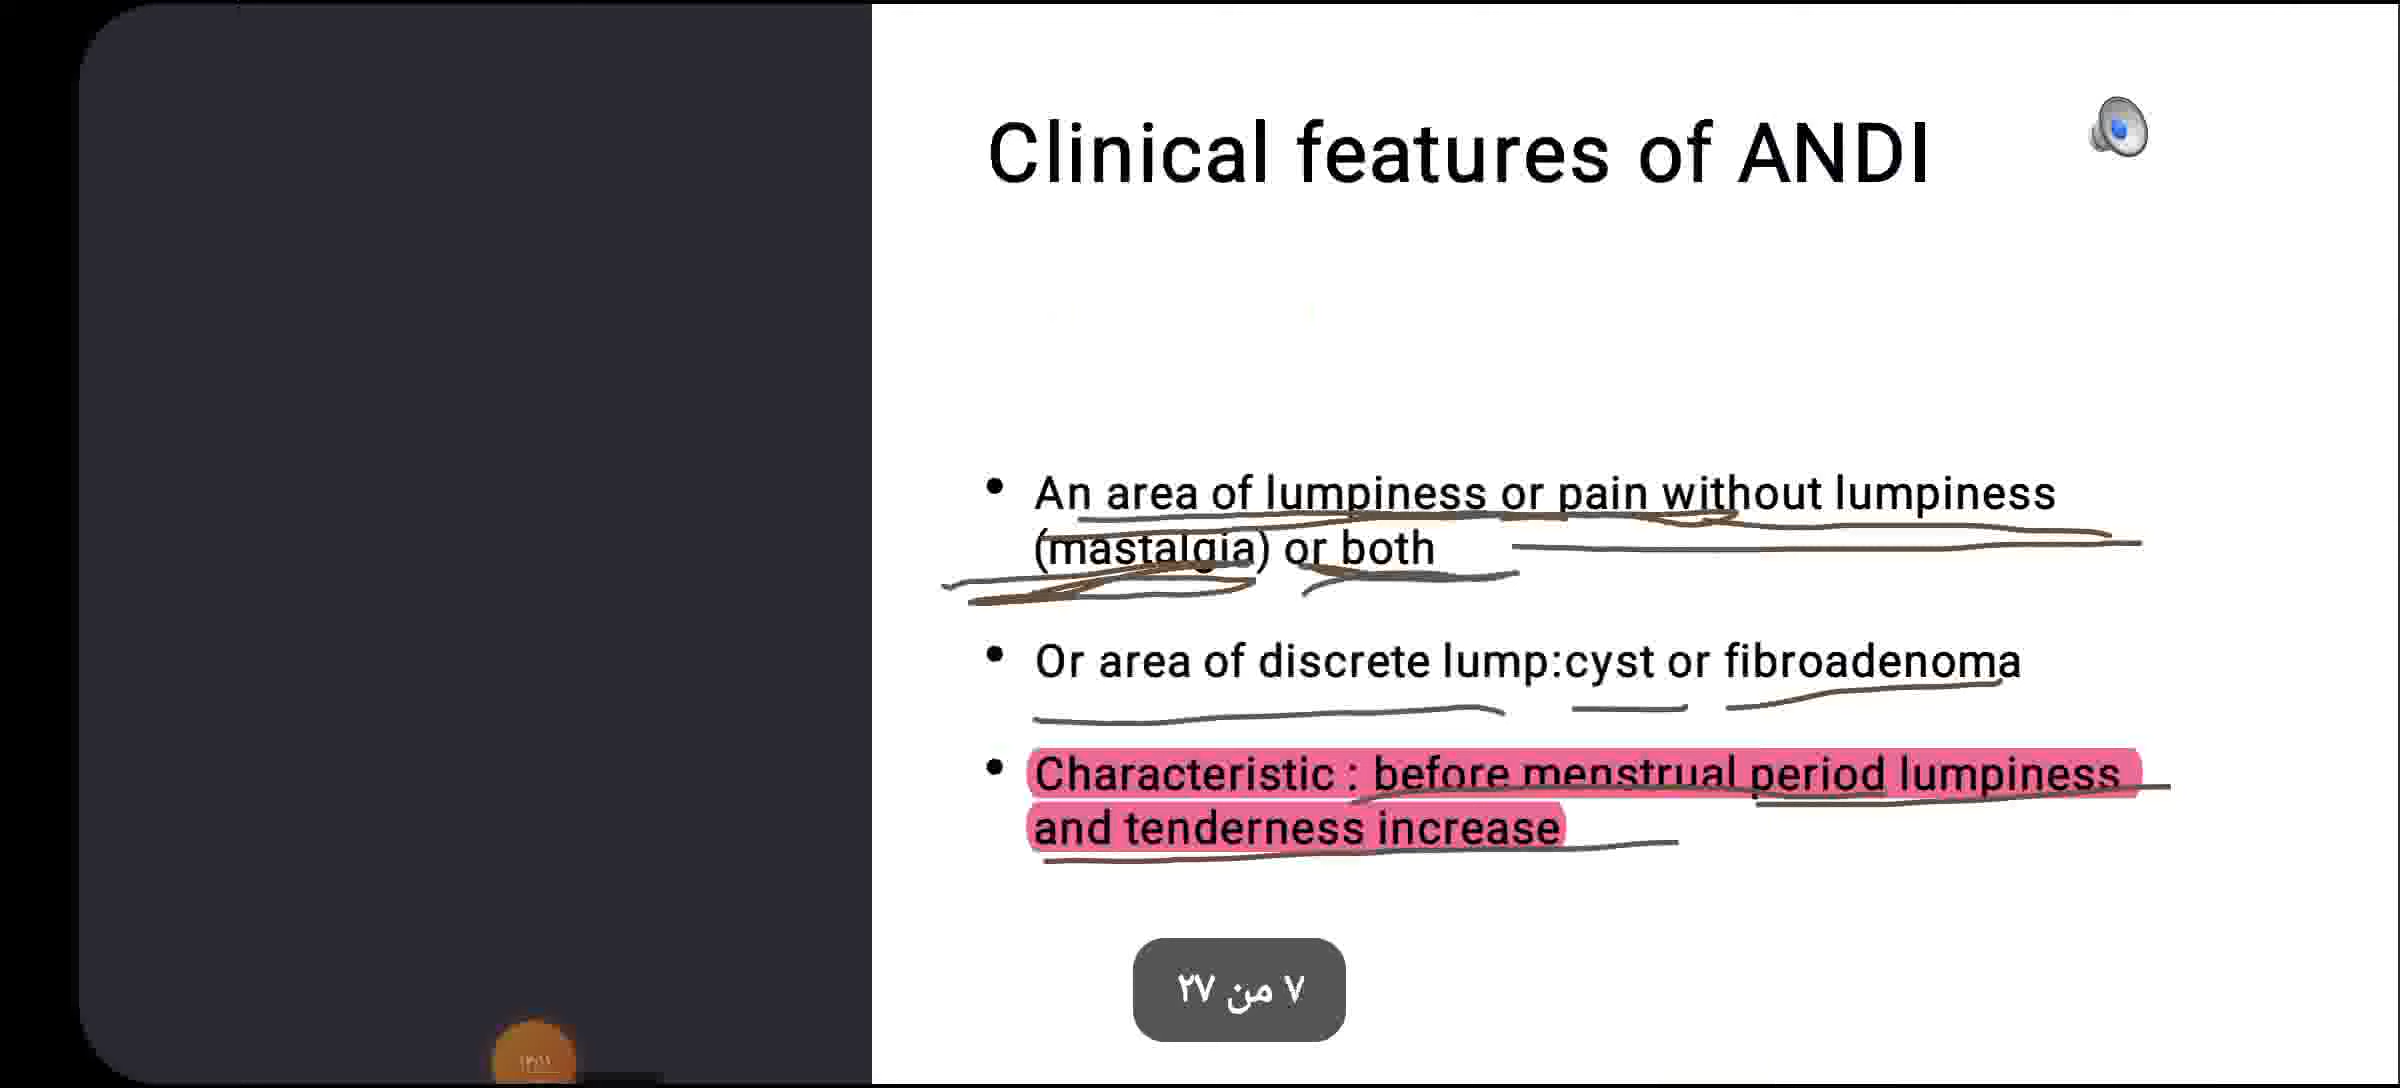 Clinical features of ANDI
• An area of lumpiness or pain without lumpiness
(mastalgia) or both
• Or area of discrete lump:cyst or fibroadenoma
• Characteristic : before menstrual period lumpiness
and tenderness increase
٧ من ٢٧